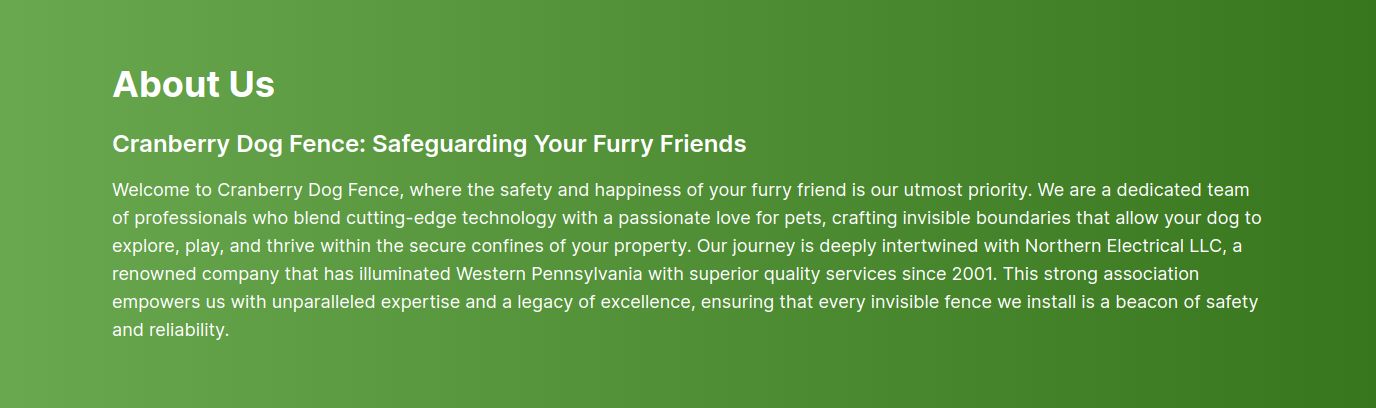 About Us
Cranberry Dog Fence: Safeguarding Your Furry Friends
Welcome to Cranberry Dog Fence, where the safety and happiness of your furry friend is our utmost priority. We are a dedicated team
of professionals who blend cutting-edge technology with a passionate love for pets, crafting invisible boundaries that allow your dog to
explore, play, and thrive within the secure confines of your property. Our journey is deeply intertwined with Northern Electrical LLC, a
renowned company that has illuminated Western Pennsylvania with superior quality services since 2001. This strong association
empowers us with unparalleled expertise and a legacy of excellence, ensuring that every invisible fence we install is a beacon of safety
and reliability.